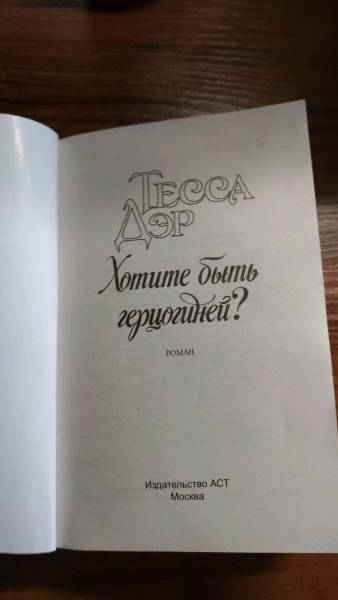 ТЕССА
ДЭР
Хотите быть
герцогиней?
РОМАН
Издательство АСТ
Москва